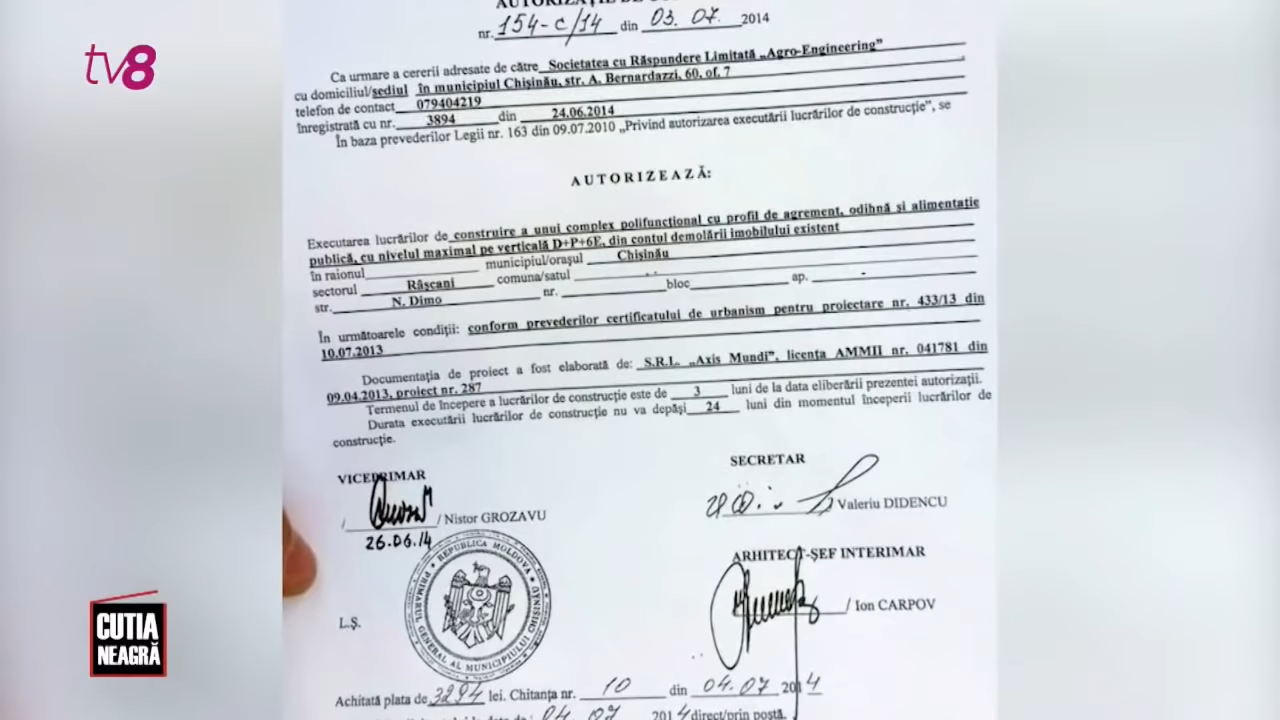 tv8
nr. 154-c/14 din 03.07. 2014
Ca urmare a cererii adresate de către Societatea cu Răspundere Limitată „Agro-Engineering”
cu domiciliul/sediul în municipiul Chișinău, str. A. Bernardazzi, 60, of. 7
telefon de contact 079404219
înregistrată cu nr. 3894 din 24.06.2014
În baza prevederilor Legii nr. 163 din 09.07.2010 „Privind autorizarea executării lucrărilor de construcție”, se
AUTORIZEAZĂ:
Executarea lucrărilor de construire a unui complex polifuncțional cu profil de agrement, odihnă și alimentație
publică, cu nivelul maximal pe verticală D+P+6E, din contul demolării imobilului existent
în raionul municipiul/orașul Chișinău
sectorul Râșcani comuna/satul - -
str. N. Dimo nr. bloc ap. -
În următoarele condiții: conform prevederilor certificatului de urbanism pentru proiectare nr. 433/13 din
10.07.2013
Documentația de proiect a fost elaborată de: S.R.L. „Axis Mundi”, licența AMMII nr. 041781 din
09.04.2013, proiect nr. 287
Termenul de începere a lucrărilor de construcție este de 3 luni de la data eliberării prezentei autorizații.
Durata executării lucrărilor de construcție nu va depăși 24 luni din momentul începerii lucrărilor de
construcție.
VICEPRIMAR
/ / Nistor GROZAVU
26.06.14
SECRETAR
Valeriu DIDENCU
ARHITECT-ȘEF INTERIMAR
/ Ion CARPOV
L.Ș.
REPUBLICA MOLDOVA
PRIMARUL GENERAL AL MUNICIPIULUI CHIȘINĂU
Achitată plata de 3294 lei. Chitanța nr. 10 din 04.07 2014
04.07 2014 direct/prin poștă.
CUTIA
NEAGRĂ